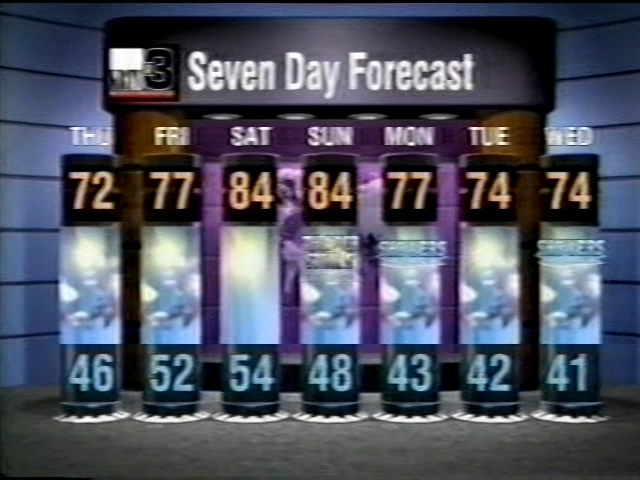 3 Seven Day Forecast
THU FRI SAT SUN MON TUE WED
72 77 84 84 77 74 74
SHOWERS SHOWERS
46 52 54 48 43 42 41